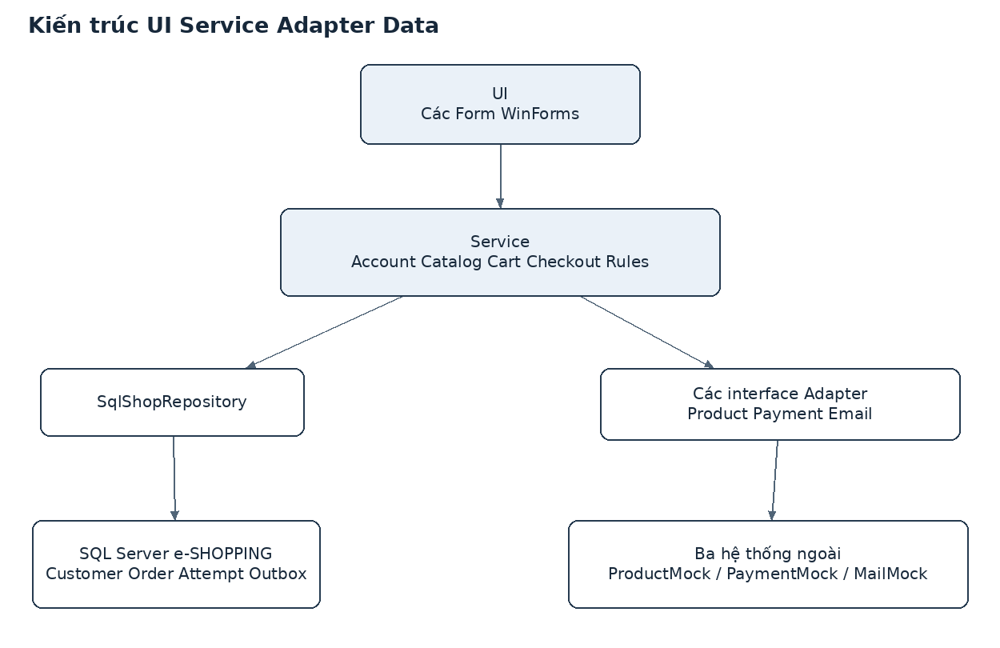 Kiến trúc UI Service Adapter Data
UI
Các Form WinForms
Service
Account Catalog Cart Checkout Rules
SqlShopRepository
Các interface Adapter
Product Payment Email
SQL Server e-SHOPPING
Customer Order Attempt Outbox
Ba hệ thống ngoài
ProductMock / PaymentMock / MailMock